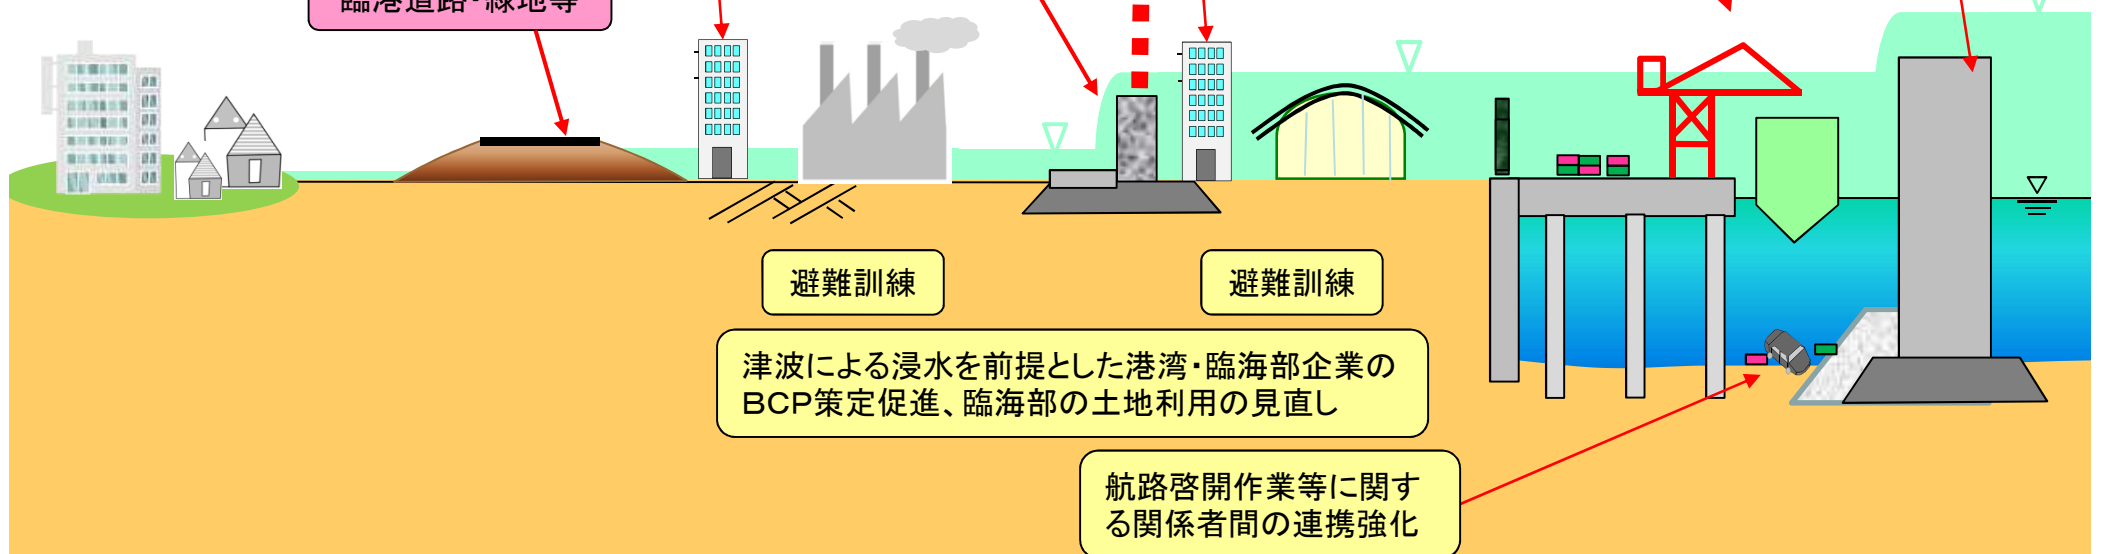 臨港道路・緑地等
避難訓練
避難訓練
津波による浸水を前提とした港湾・臨海部企業の
BCP策定促進、臨海部の土地利用の見直し
航路啓開作業等に関す
る関係者間の連携強化